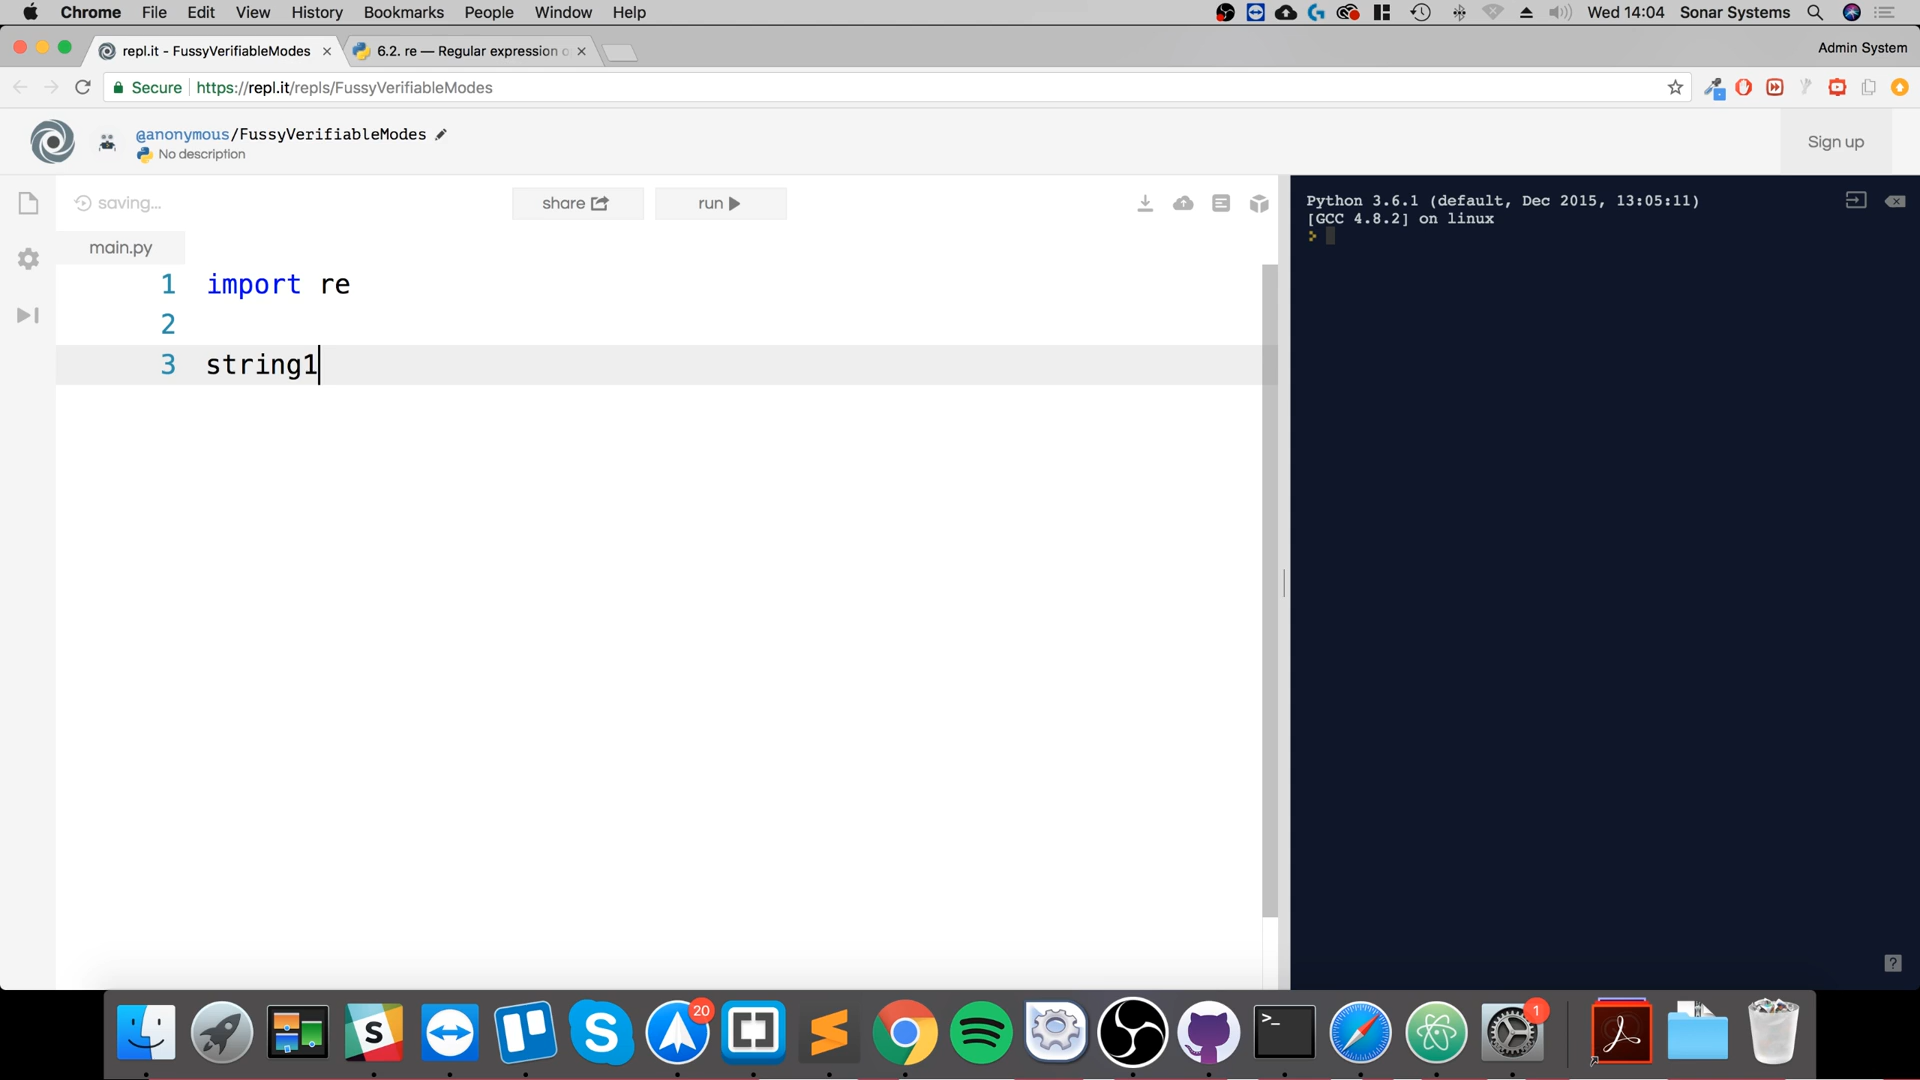 Chrome File Edit View History Bookmarks People Window Help Wed 14:04 Sonar Systems
repl.it - FussyVerifiableModes 6.2. re — Regular expression o Admin System
Secure https://repl.it/repls/FussyVerifiableModes
@anonymous/FussyVerifiableModes
No description
Sign up
saving...
share
run
main.py
1 import re
2
3 string1
Python 3.6.1 (default, Dec 2015, 13:05:11)
[GCC 4.8.2] on linux
?
S
S
20
>_
1